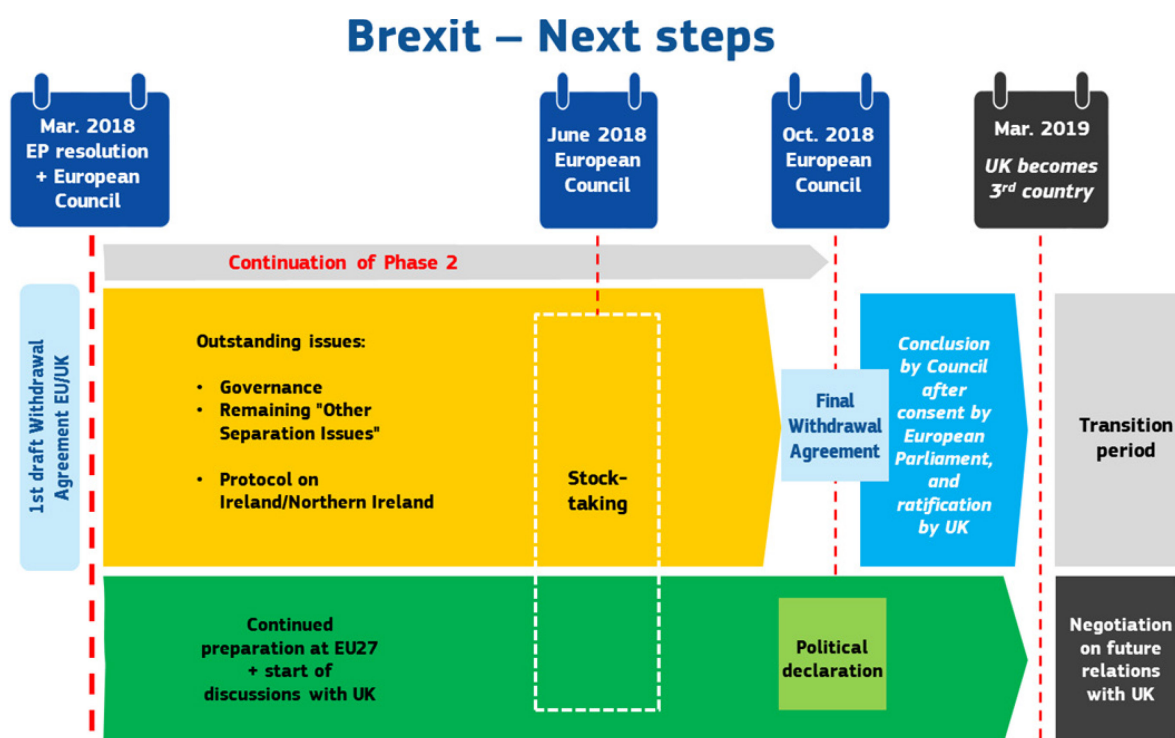 Brexit – Next steps
Mar. 2018
EP resolution
+ European
Council
June 2018
European
Council
Oct. 2018
European
Council
Mar. 2019
UK becomes
3rd country
Continuation of Phase 2
1st draft Withdrawal
Agreement EU/UK
Outstanding issues:
• Governance
• Remaining "Other
Separation Issues"
• Protocol on
Ireland/Northern Ireland
Stock-
taking
Final
Withdrawal
Agreement
Conclusion
by Council
after
consent by
European
Parliament,
and
ratification
by UK
Transition
period
Continued
preparation at EU27
+ start of
discussions with UK
Political
declaration
Negotiation
on future
relations
with UK